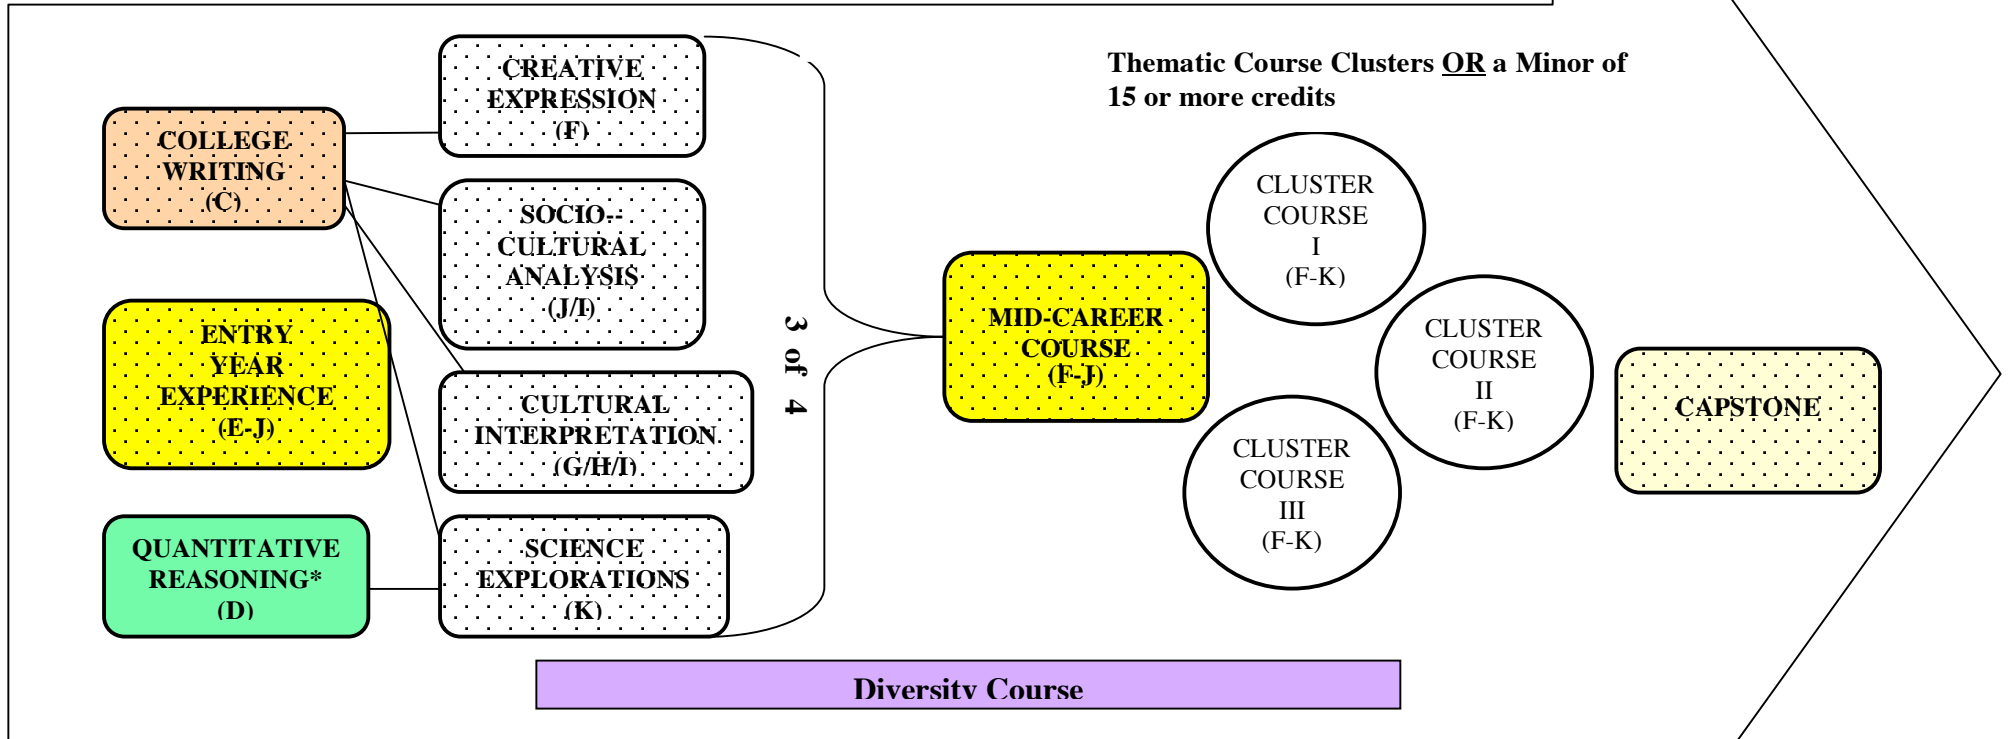 Thematic Course Clusters OR a Minor of
15 or more credits
COLLEGE
WRITING
(C)
ENTRY
YEAR
EXPERIENCE
(E-J)
QUANTITATIVE
REASONING*
(D)
CREATIVE
EXPRESSION
(F)
SOCIO--
CULTURAL
ANALYSIS
(J/I)
CULTURAL
INTERPRETATION
(G/H/I)
SCIENCE
EXPLORATIONS
(K)
3 of 4
MID-CAREER
COURSE
(F-J)
CLUSTER
COURSE
I
(F-K)
CLUSTER
COURSE
II
(F-K)
CLUSTER
COURSE
III
(F-K)
CAPSTONE
Diversity Course